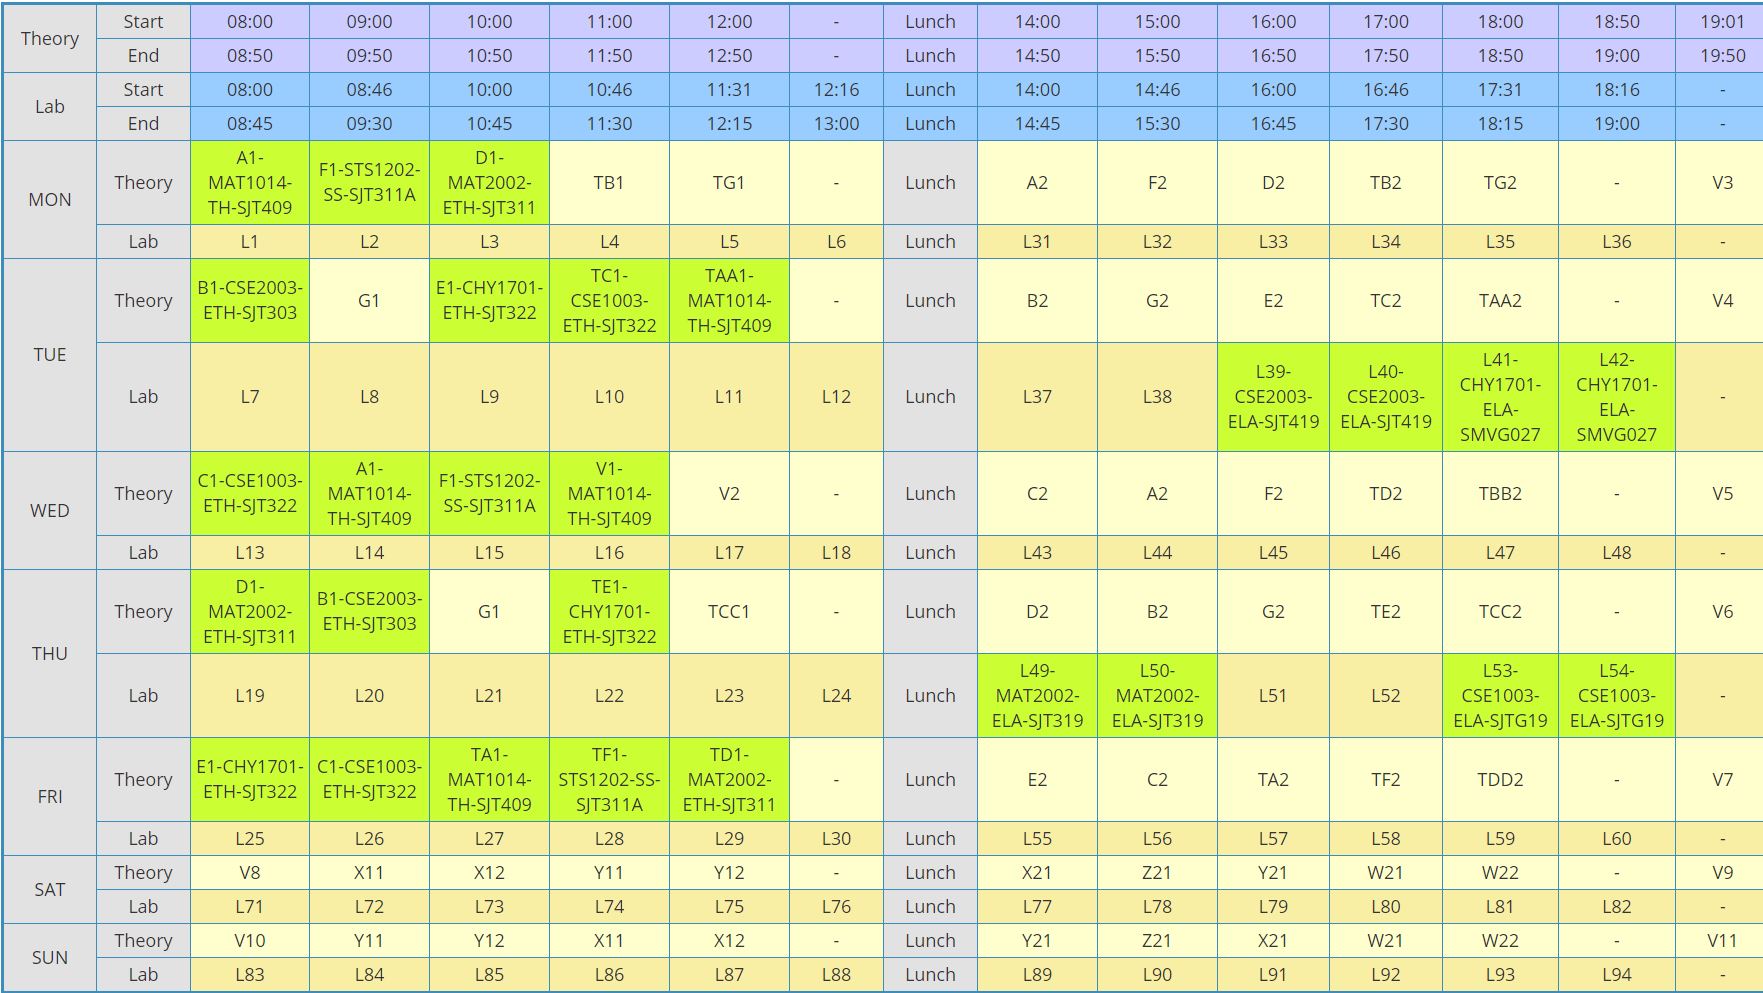 Theory Start 08:00 09:00 10:00 11:00 12:00 - Lunch 14:00 15:00 16:00 17:00 18:00 18:50 19:01
End 08:50 09:50 10:50 11:50 12:50 - Lunch 14:50 15:50 16:50 17:50 18:50 19:00 19:50
Lab Start 08:00 08:46 10:00 10:46 11:31 12:16 Lunch 14:00 14:46 16:00 16:46 17:31 18:16 -
End 08:45 09:30 10:45 11:30 12:15 13:00 Lunch 14:45 15:30 16:45 17:30 18:15 19:00 -
MON Theory A1-MAT1014-TH-SJT409 F1-STS1202-SS-SJT311A D1-MAT2002-ETH-SJT311 TB1 TG1 - Lunch A2 F2 D2 TB2 TG2 - V3
Lab L1 L2 L3 L4 L5 L6 Lunch L31 L32 L33 L34 L35 L36 -
TUE Theory B1-CSE2003-ETH-SJT303 G1 E1-CHY1701-ETH-SJT322 TC1-CSE1003-ETH-SJT322 TAA1-MAT1014-TH-SJT409 - Lunch B2 G2 E2 TC2 TAA2 - V4
Lab L7 L8 L9 L10 L11 L12 Lunch L37 L38 L39-CSE2003-ELA-SJT419 L40-CSE2003-ELA-SJT419 L41-CHY1701-ELA-SMVG027 L42-CHY1701-ELA-SMVG027 -
WED Theory C1-CSE1003-ETH-SJT322 A1-MAT1014-TH-SJT409 F1-STS1202-SS-SJT311A V1-MAT1014-TH-SJT409 V2 - Lunch C2 A2 F2 TD2 TBB2 - V5
Lab L13 L14 L15 L16 L17 L18 Lunch L43 L44 L45 L46 L47 L48 -
THU Theory D1-MAT2002-ETH-SJT311 B1-CSE2003-ETH-SJT303 G1 TE1-CHY1701-ETH-SJT322 TCC1 - Lunch D2 B2 G2 TE2 TCC2 - V6
Lab L19 L20 L21 L22 L23 L24 Lunch L49-MAT2002-ELA-SJT319 L50-MAT2002-ELA-SJT319 L51 L52 L53-CSE1003-ELA-SJTG19 L54-CSE1003-ELA-SJTG19 -
FRI Theory E1-CHY1701-ETH-SJT322 C1-CSE1003-ETH-SJT322 TA1-MAT1014-TH-SJT409 TF1-STS1202-SS-SJT311A TD1-MAT2002-ETH-SJT311 - Lunch E2 C2 TA2 TF2 TDD2 - V7
Lab L25 L26 L27 L28 L29 L30 Lunch L55 L56 L57 L58 L59 L60 -
SAT Theory V8 X11 X12 Y11 Y12 - Lunch X21 Z21 Y21 W21 W22 - V9
Lab L71 L72 L73 L74 L75 L76 Lunch L77 L78 L79 L80 L81 L82 -
SUN Theory V10 Y11 Y12 X11 X12 - Lunch Y21 Z21 X21 W21 W22 - V11
Lab L83 L84 L85 L86 L87 L88 Lunch L89 L90 L91 L92 L93 L94 -